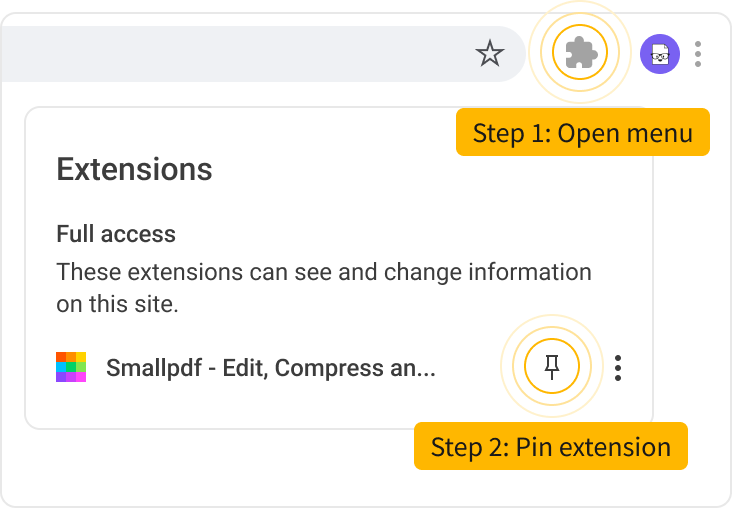 Step 1: Open menu
Extensions
Full access
These extensions can see and change information
on this site.
Smallpdf - Edit, Compress an...
Step 2: Pin extension